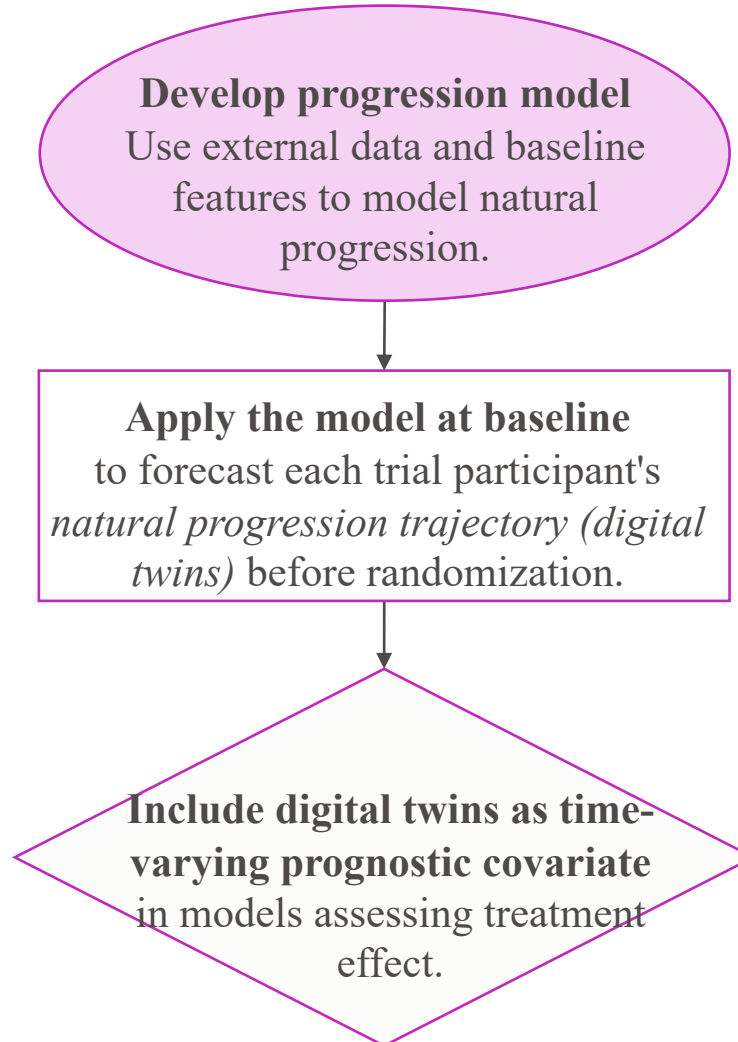 Develop progression model
Use external data and baseline
features to model natural
progression.
Apply the model at baseline
to forecast each trial participant's
natural progression trajectory (digital
twins) before randomization.
Include digital twins as time-
varying prognostic covariate
in models assessing treatment
effect.